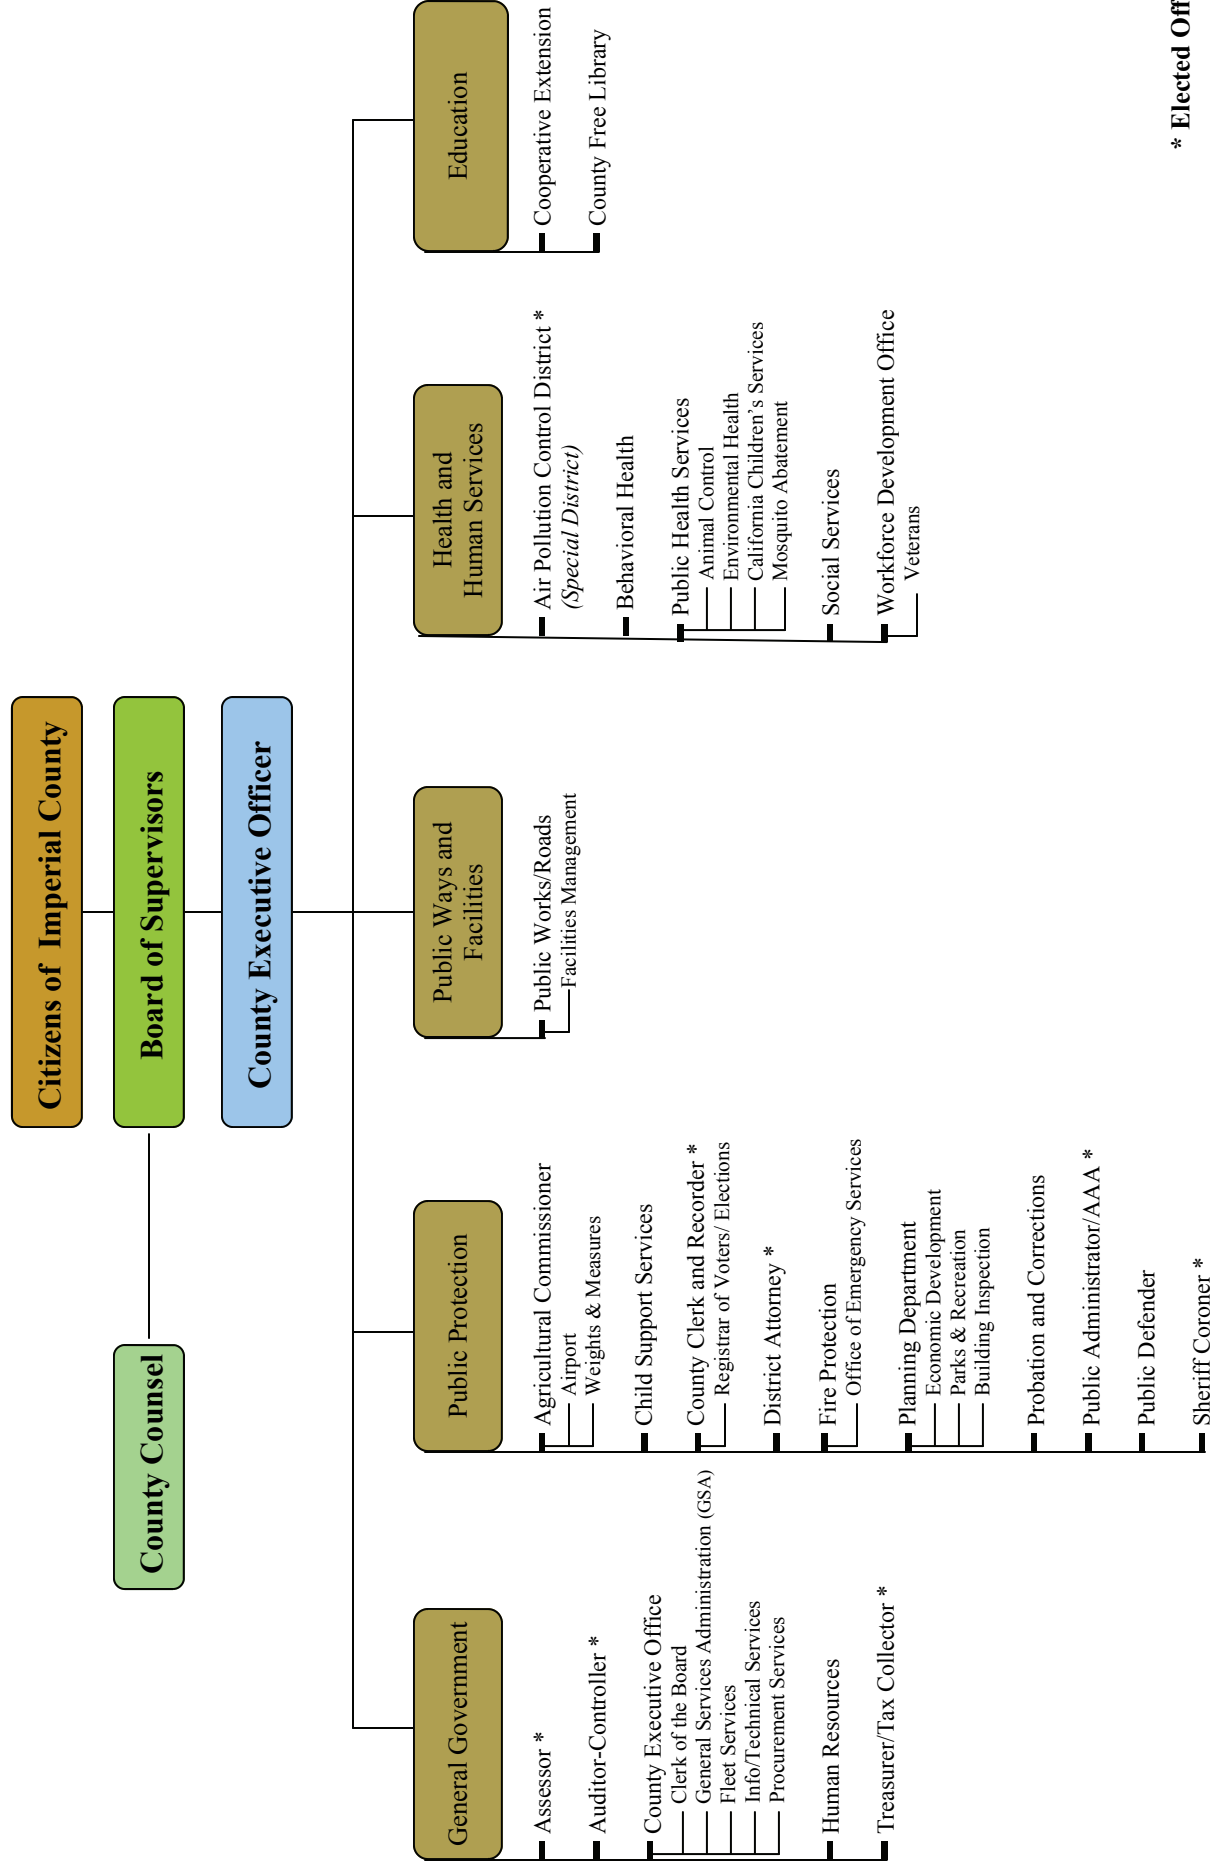 Citizens of Imperial County
Board of Supervisors
County Counsel
County Executive Officer
General Government
Assessor *
Auditor-Controller *
County Executive Office
Clerk of the Board
General Services Administration (GSA)
Fleet Services
Info/Technical Services
Procurement Services
Human Resources
Treasurer/Tax Collector *
Public Protection
Agricultural Commissioner
Airport
Weights & Measures
Child Support Services
County Clerk and Recorder *
Registrar of Voters/ Elections
District Attorney *
Fire Protection
Office of Emergency Services
Planning Department
Economic Development
Parks & Recreation
Building Inspection
Probation and Corrections
Public Administrator/AAA *
Public Defender
Sheriff Coroner *
Public Ways and
Facilities
Public Works/Roads
Facilities Management
Health and
Human Services
Air Pollution Control District *
(Special District)
Behavioral Health
Public Health Services
Animal Control
Environmental Health
California Children’s Services
Mosquito Abatement
Social Services
Workforce Development Office
Veterans
Education
Cooperative Extension
County Free Library
* Elected